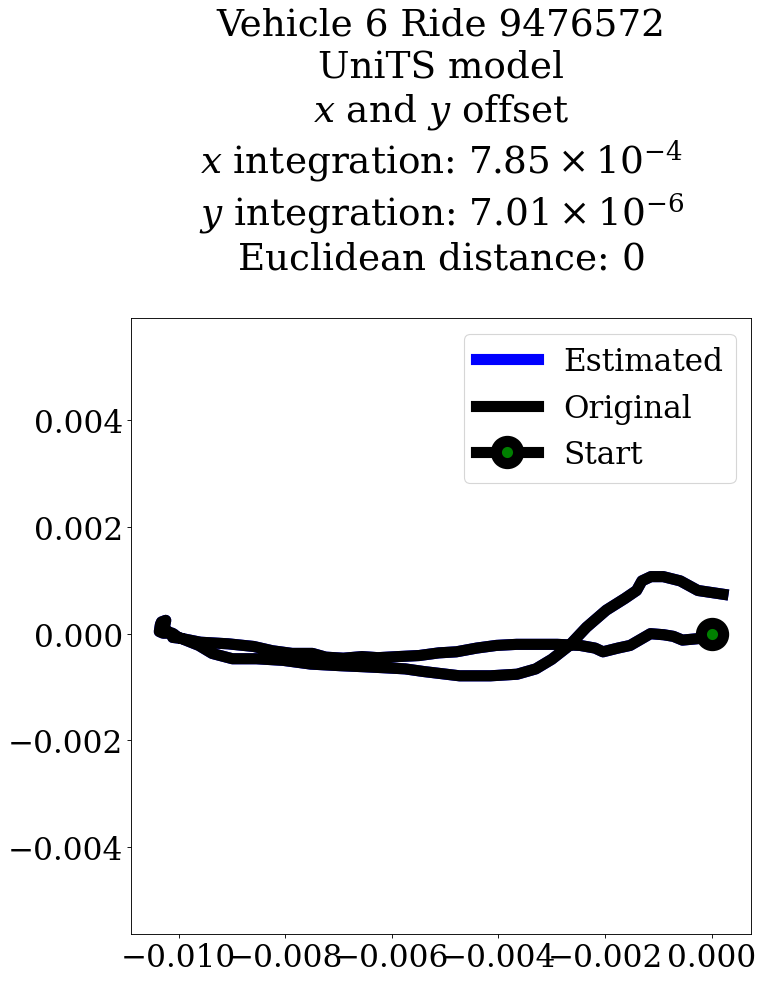 Vehicle 6 Ride 9476572
UniTS model
x and y offset
x integration: 7.85 × 10⁻⁴
y integration: 7.01 × 10⁻⁶
Euclidean distance: 0
Estimated
Original
Start
0.004
0.002
0.000
−0.002
−0.004
−0.010 −0.008 −0.006 −0.004 −0.002 0.000